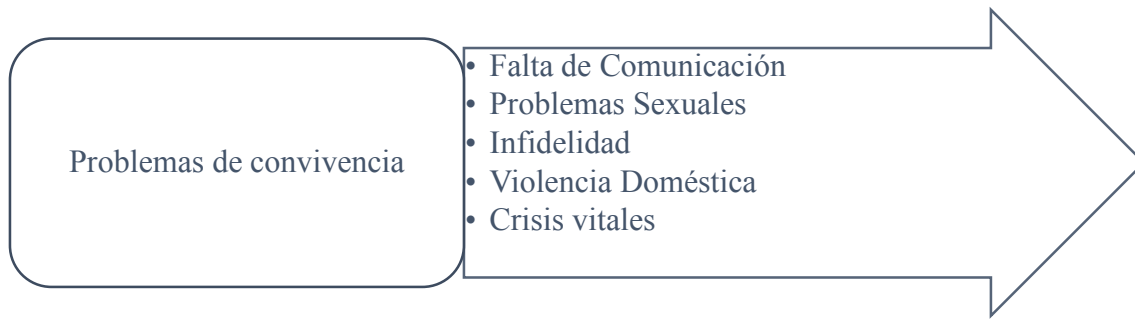 Problemas de convivencia
• Falta de Comunicación
• Problemas Sexuales
• Infidelidad
• Violencia Doméstica
• Crisis vitales